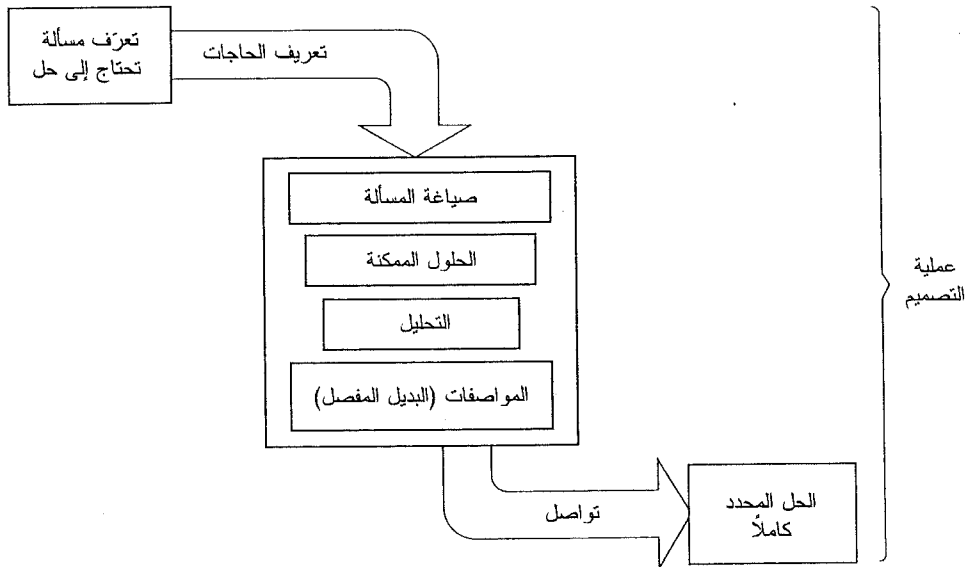 تعرّف مسألة
تحتاج إلى حل
تعريف الحاجات
صياغة المسألة
الحلول الممكنة
التحليل
المواصفات (البديل المفصل)
عملية
التصميم
تواصل
الحل المحدد
كاملاً